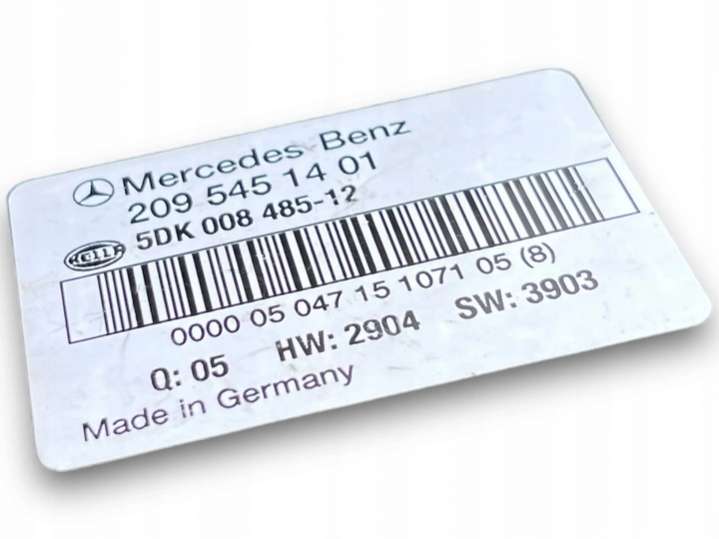 Mercedes-Benz
209 545 14 01
HELLA
5DK 008 485-12
0000 05 047 15 1071 05 (8)
Q: 05 HW: 2904 SW: 3903
Made in Germany